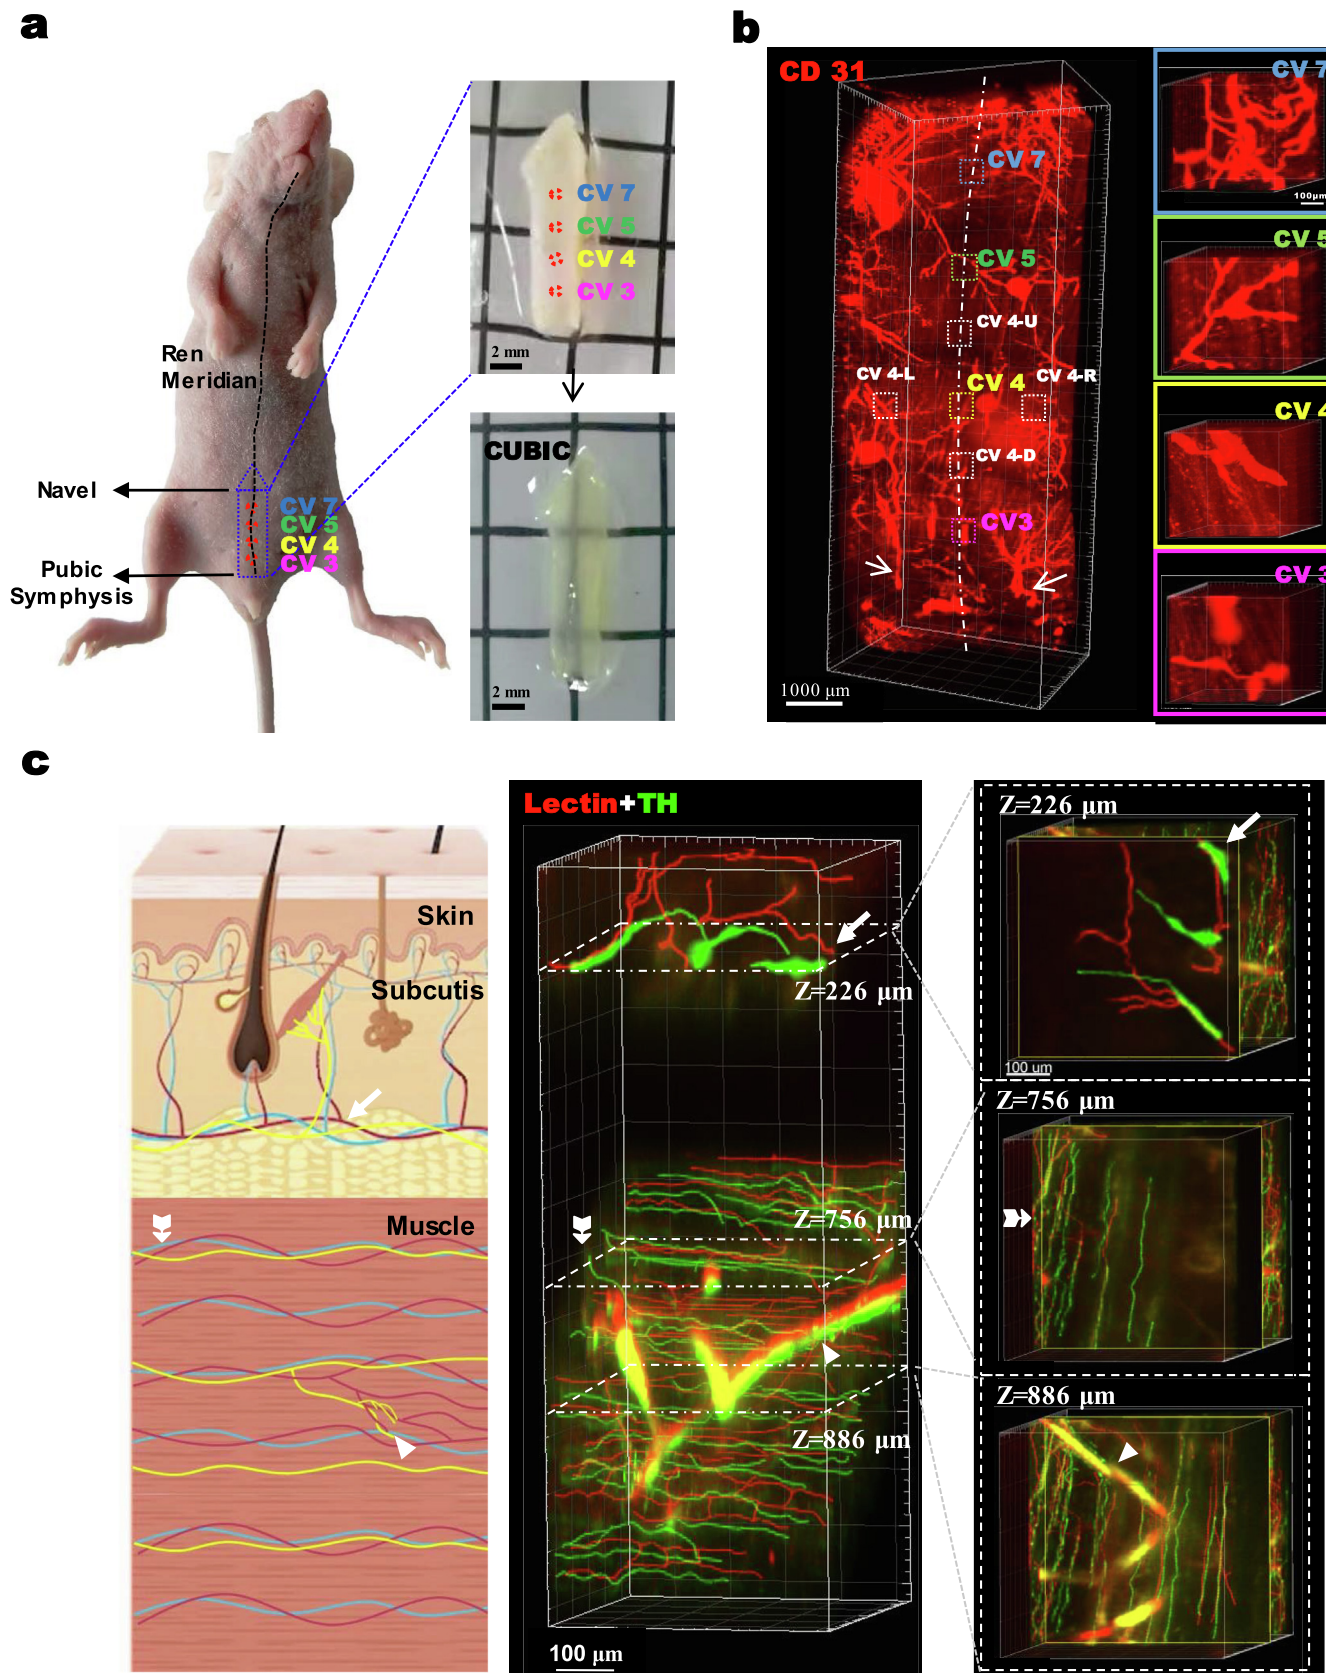 a
Ren
Meridian
Navel
Pubic
Symphysis
CV 7
CV 5
CV 4
CV 3
CV 7
CV 5
CV 4
CV 3
2 mm
CUBIC
2 mm
b
CD 31
CV 7
CV 5
CV 4-U
CV 4-L
CV 4
CV 4-R
CV 4-D
CV3
1000 μm
CV 7
100μm
CV 5
CV 4
CV 3
c
Skin
Subcutis
Muscle
Lectin+TH
Z=226 μm
Z=756 μm
Z=886 μm
100 μm
Z=226 μm
100 um
Z=756 μm
Z=886 μm